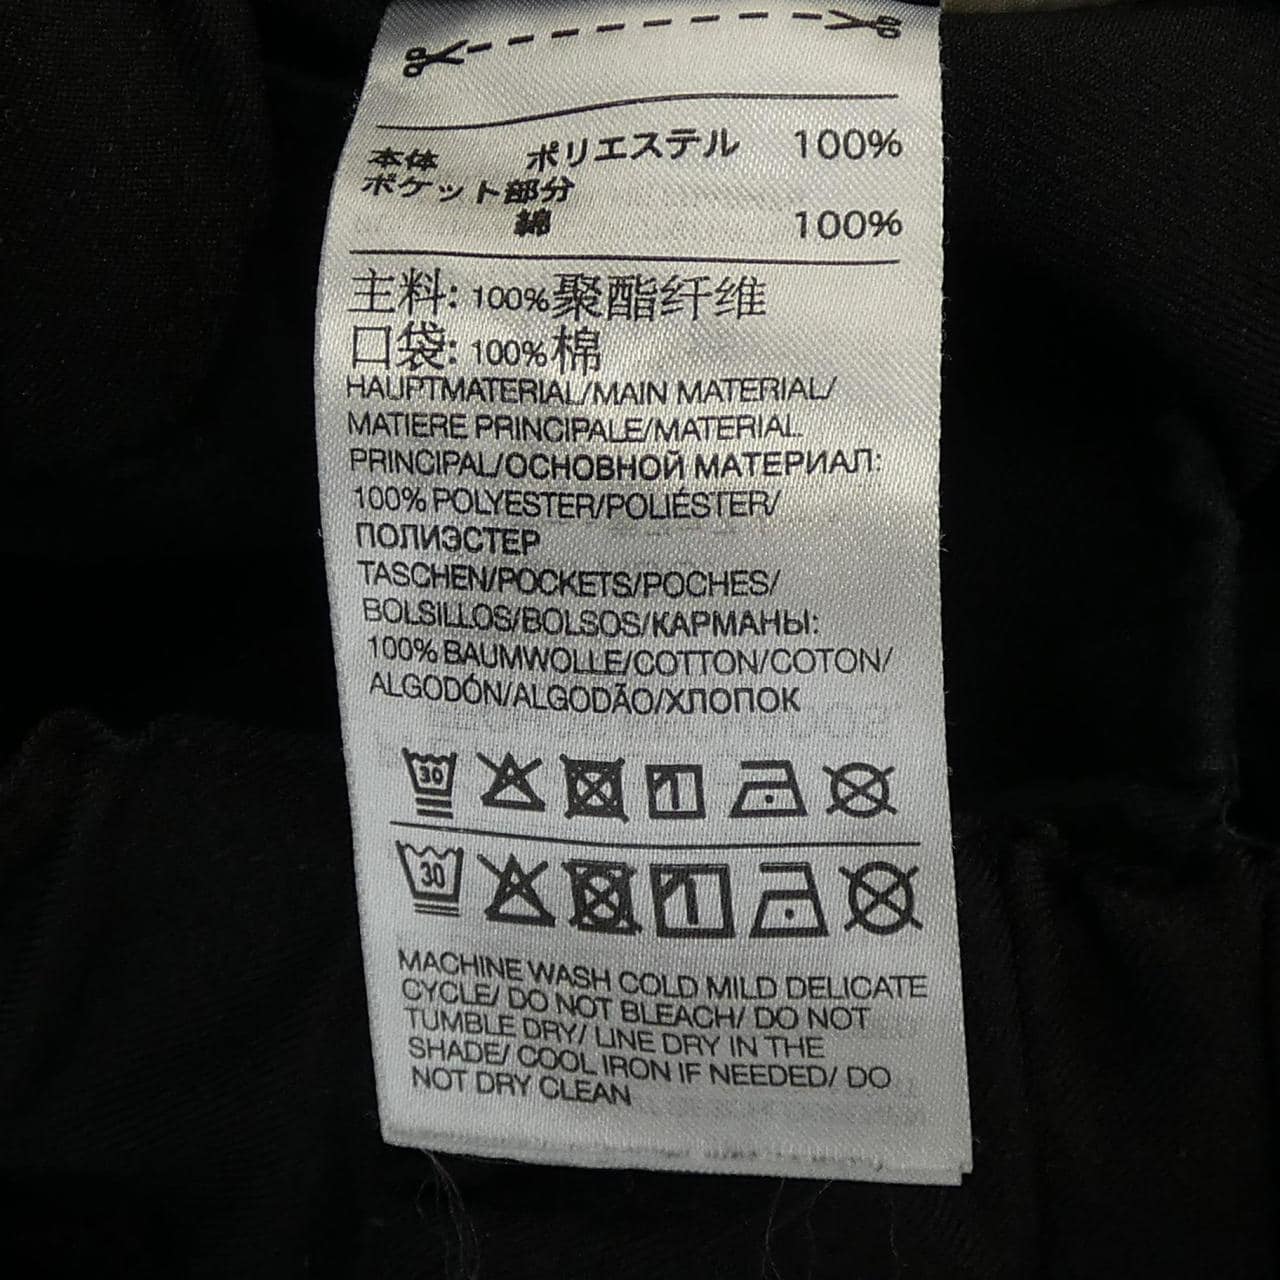 本体 ポリエステル 100%
ポケット部分
綿 100%
主料: 100%聚酯纤维
口袋: 100%棉
HAUPTMATERIAL/MAIN MATERIAL/
MATIERE PRINCIPALE/MATERIAL
PRINCIPAL/ОСНОВНОЙ МАТЕРИАЛ:
100% POLYESTER/POLIÉSTER/
ПОЛИЭСТЕР
TASCHEN/POCKETS/POCHES/
BOLSILLOS/BOLSOS/КАРМАНЫ:
100% BAUMWOLLE/COTTON/COTON/
ALGODÓN/ALGODÃO/ХЛОПОК
30
30
MACHINE WASH COLD MILD DELICATE
CYCLE/ DO NOT BLEACH/ DO NOT
TUMBLE DRY/ LINE DRY IN THE
SHADE/ COOL IRON IF NEEDED/ DO
NOT DRY CLEAN